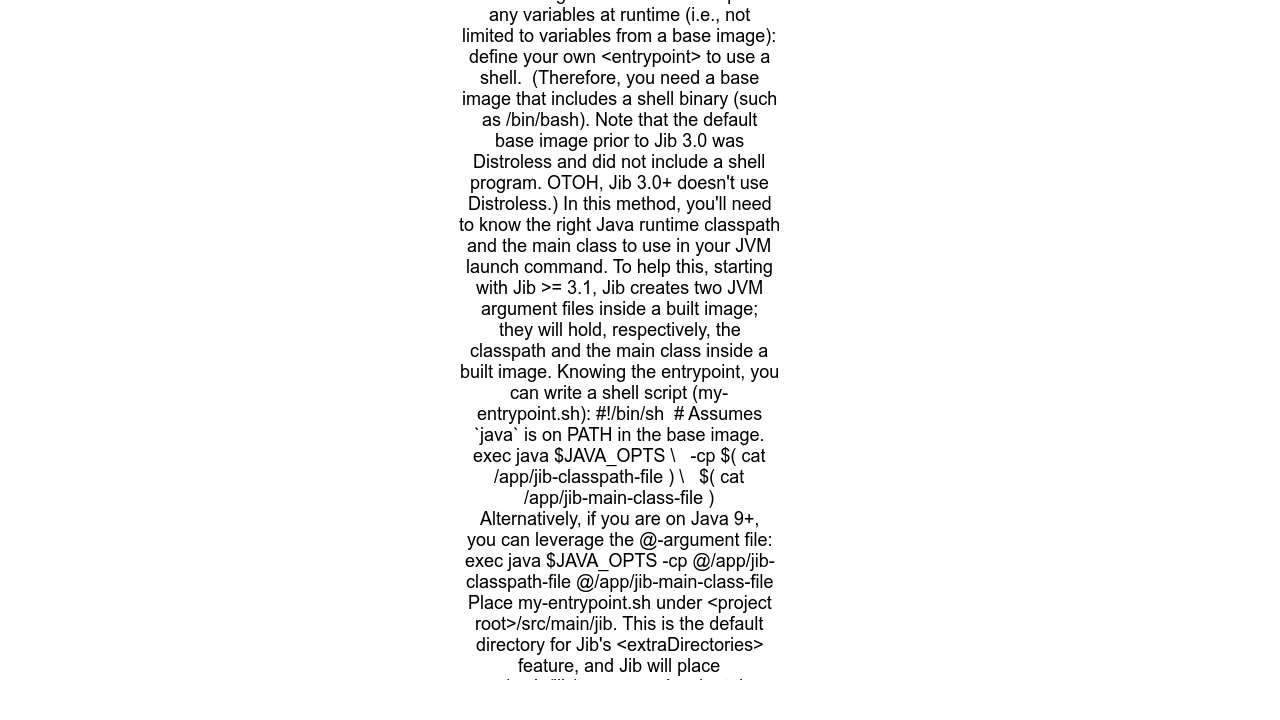 any variables at runtime (i.e., not
limited to variables from a base image):
define your own <entrypoint> to use a
shell.  (Therefore, you need a base
image that includes a shell binary (such
as /bin/bash). Note that the default
base image prior to Jib 3.0 was
Distroless and did not include a shell
program. OTOH, Jib 3.0+ doesn't use
Distroless.) In this method, you'll need
to know the right Java runtime classpath
and the main class to use in your JVM
launch command. To help this, starting
with Jib >= 3.1, Jib creates two JVM
argument files inside a built image;
they will hold, respectively, the
classpath and the main class inside a
built image. Knowing the entrypoint, you
can write a shell script (my-
entrypoint.sh): #!/bin/sh  # Assumes
`java` is on PATH in the base image.
exec java $JAVA_OPTS \   -cp $( cat
/app/jib-classpath-file ) \   $( cat
/app/jib-main-class-file )
Alternatively, if you are on Java 9+,
you can leverage the @-argument file:
exec java $JAVA_OPTS -cp @/app/jib-
classpath-file @/app/jib-main-class-file
Place my-entrypoint.sh under <project
root>/src/main/jib. This is the default
directory for Jib's <extraDirectories>
feature, and Jib will place